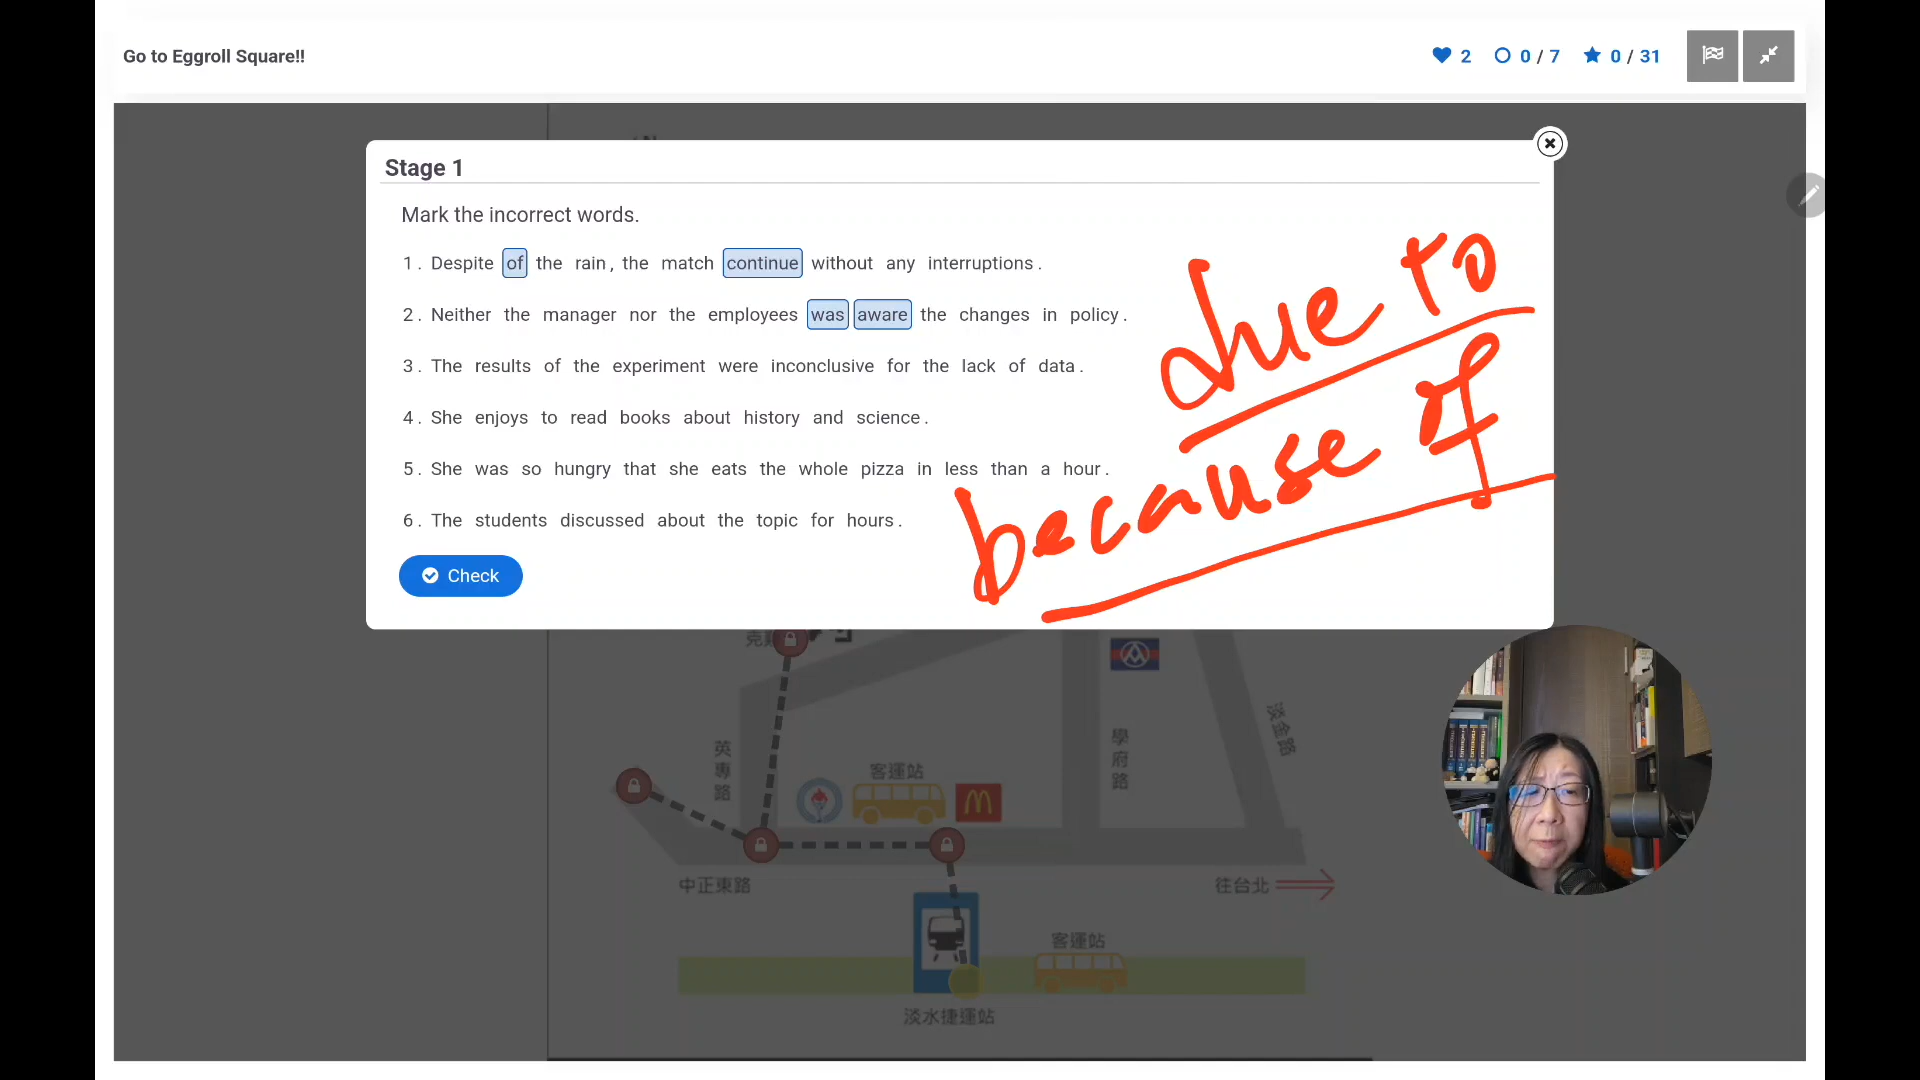 Go to Eggroll Square!!
2 0 / 7 0 / 31
Stage 1
Mark the incorrect words.
1. Despite of the rain, the match continue without any interruptions.
2. Neither the manager nor the employees was aware the changes in policy.
3. The results of the experiment were inconclusive for the lack of data.
4. She enjoys to read books about history and science.
5. She was so hungry that she eats the whole pizza in less than a hour.
6. The students discussed about the topic for hours.
Check
due to
because of
英專路
客運站
學府路
淡金路
中正東路
往台北
客運站
淡水捷運站